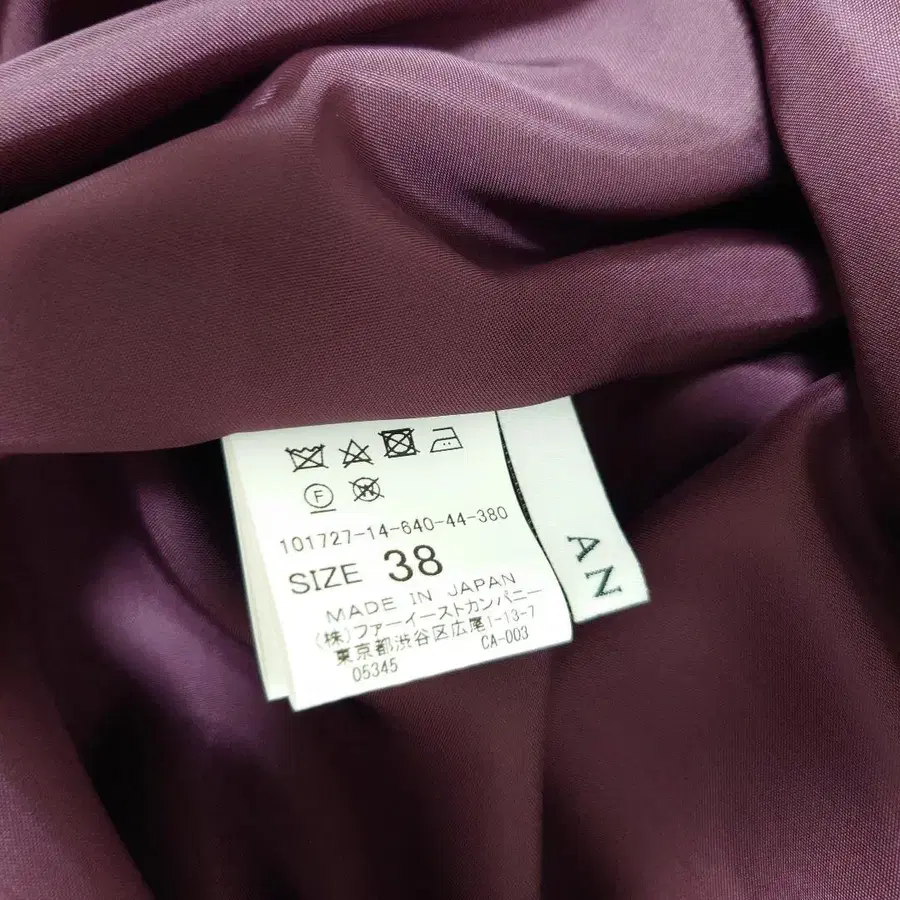 F
W
101727-14-640-44-380
SIZE 38
MADE IN JAPAN
(株)ファーイーストカンパニー
東京都渋谷区広尾1-13-7
05345 CA-003
AN